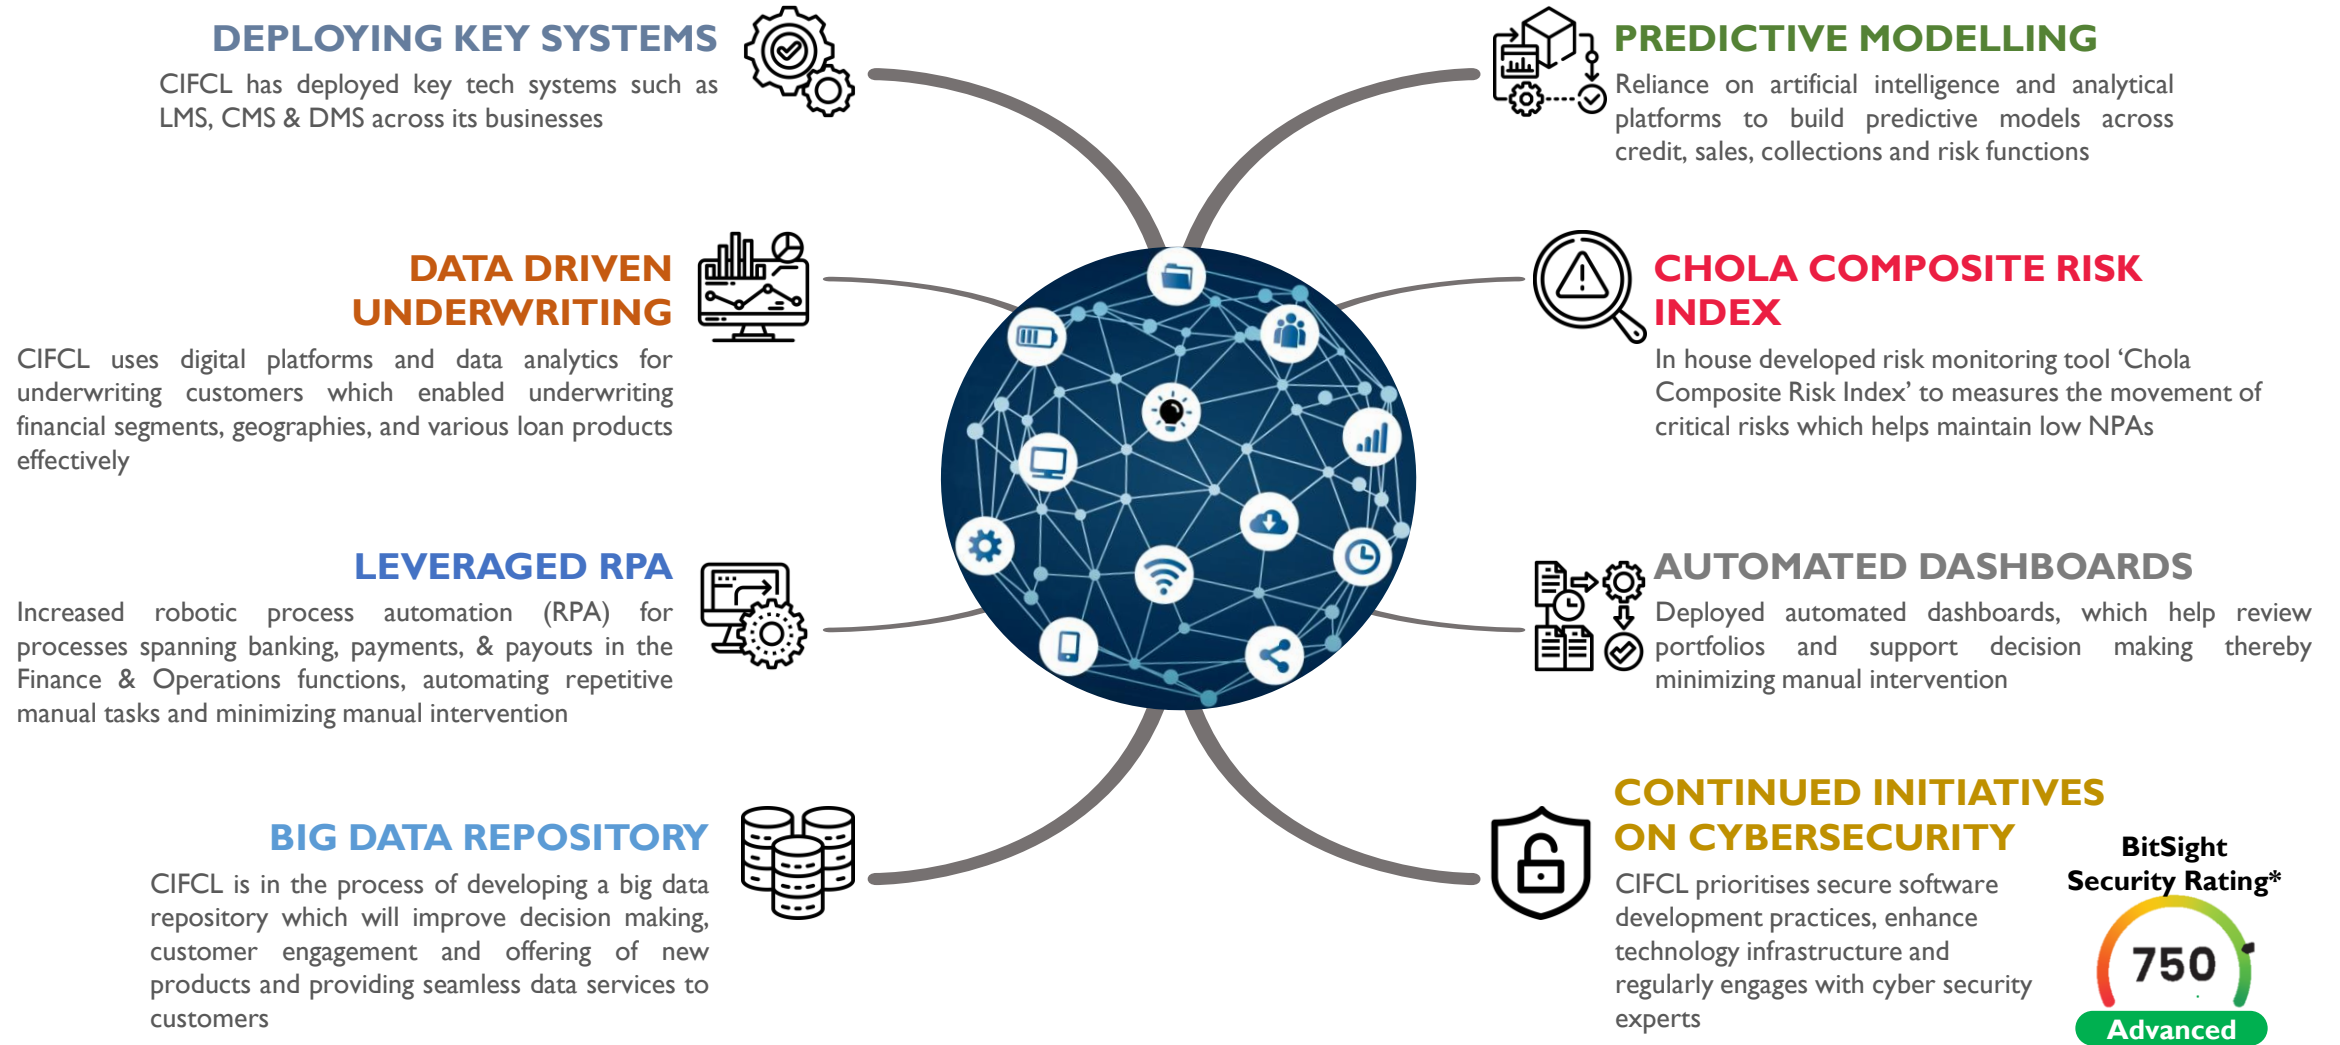 DEPLOYING KEY SYSTEMS
CIFCL has deployed key tech systems such as
LMS, CMS & DMS across its businesses
DATA DRIVEN
UNDERWRITING
CIFCL uses digital platforms and data analytics for
underwriting customers which enabled underwriting
financial segments, geographies, and various loan products
effectively
LEVERAGED RPA
Increased robotic process automation (RPA) for
processes spanning banking, payments, & payouts in the
Finance & Operations functions, automating repetitive
manual tasks and minimizing manual intervention
BIG DATA REPOSITORY
CIFCL is in the process of developing a big data
repository which will improve decision making,
customer engagement and offering of new
products and providing seamless data services to
customers
PREDICTIVE MODELLING
Reliance on artificial intelligence and analytical
platforms to build predictive models across
credit, sales, collections and risk functions
CHOLA COMPOSITE RISK
INDEX
In house developed risk monitoring tool ‘Chola
Composite Risk Index’ to measures the movement of
critical risks which helps maintain low NPAs
AUTOMATED DASHBOARDS
Deployed automated dashboards, which help review
portfolios and support decision making thereby
minimizing manual intervention
CONTINUED INITIATIVES
ON CYBERSECURITY
CIFCL prioritises secure software
development practices, enhance
technology infrastructure and
regularly engages with cyber security
experts
BitSight
Security Rating*
750
Advanced